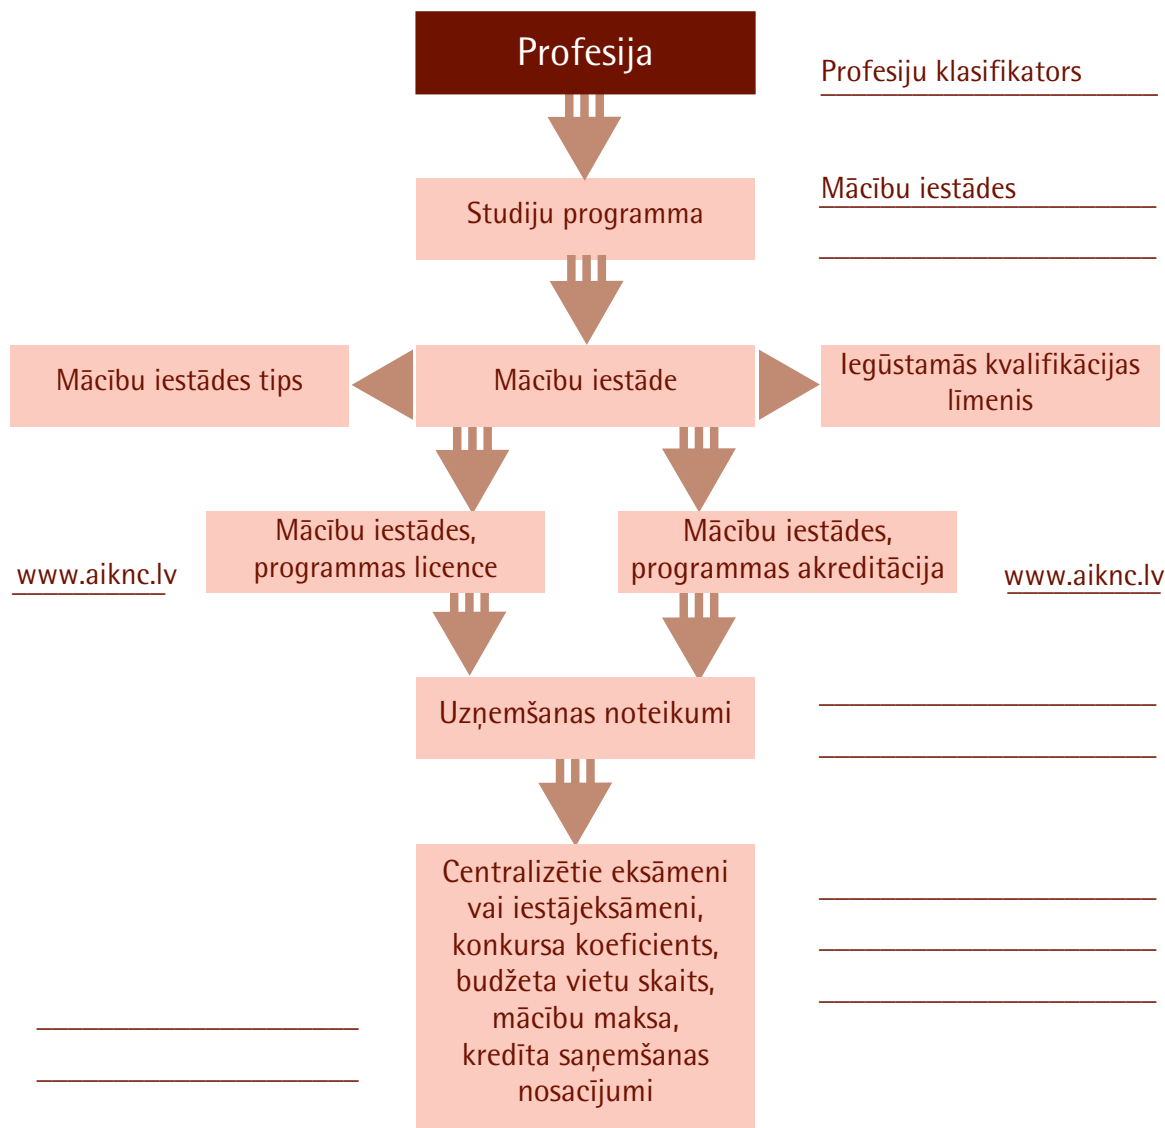 Profesija
Profesiju klasifikators
Mācību iestādes
Studiju programma
Mācību iestādes tips
Mācību iestāde
Iegūstamās kvalifikācijas
līmenis
Mācību iestādes,
programmas licence
Mācību iestādes,
programmas akreditācija
www.aiknc.lv
www.aiknc.lv
Uzņemšanas noteikumi
Centralizētie eksāmeni
vai iestājeksāmeni,
konkursa koeficients,
budžeta vietu skaits,
mācību maksa,
kredīta saņemšanas
nosacījumi